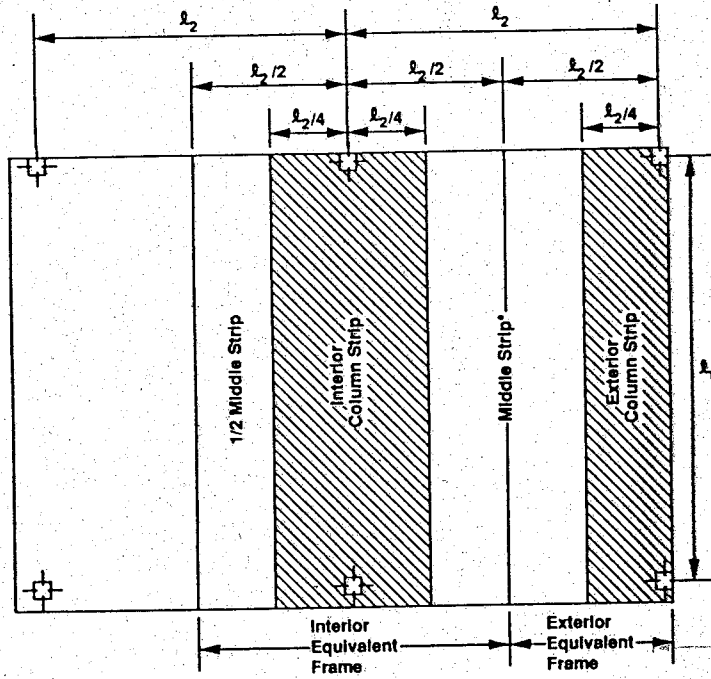 ℓ₂
ℓ₂
ℓ₂/2
ℓ₂/2
ℓ₂/2
ℓ₂/4
ℓ₂/4
ℓ₂/4
1/2 Middle Strip
Interior
Column Strip
Middle Strip*
Exterior
Column Strip
Interior
Equivalent
Frame
Exterior
Equivalent
Frame